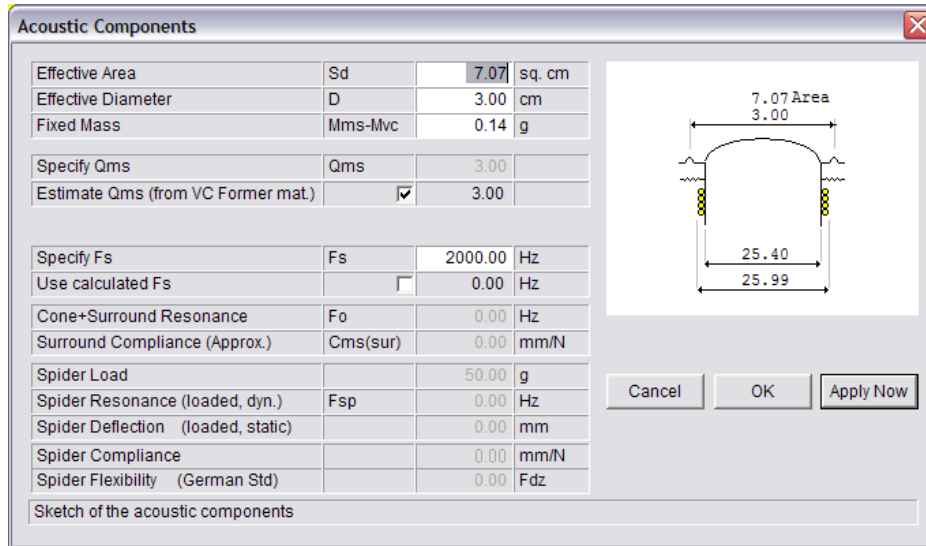 Acoustic Components
Effective Area Sd 7.07 sq. cm
Effective Diameter D 3.00 cm
Fixed Mass Mms-Mvc 0.14 g
Specify Qms Qms 3.00
Estimate Qms (from VC Former mat.) 3.00
Specify Fs Fs 2000.00 Hz
Use calculated Fs 0.00 Hz
Cone+Surround Resonance Fo 0.00 Hz
Surround Compliance (Approx.) Cms(sur) 0.00 mm/N
Spider Load 50.00 g
Spider Resonance (loaded, dyn.) Fsp 0.00 Hz
Spider Deflection (loaded, static) 0.00 mm
Spider Compliance 0.00 mm/N
Spider Flexibility (German Std) 0.00 Fdz
Sketch of the acoustic components
7.07 Area
3.00
25.40
25.99
Cancel OK Apply Now